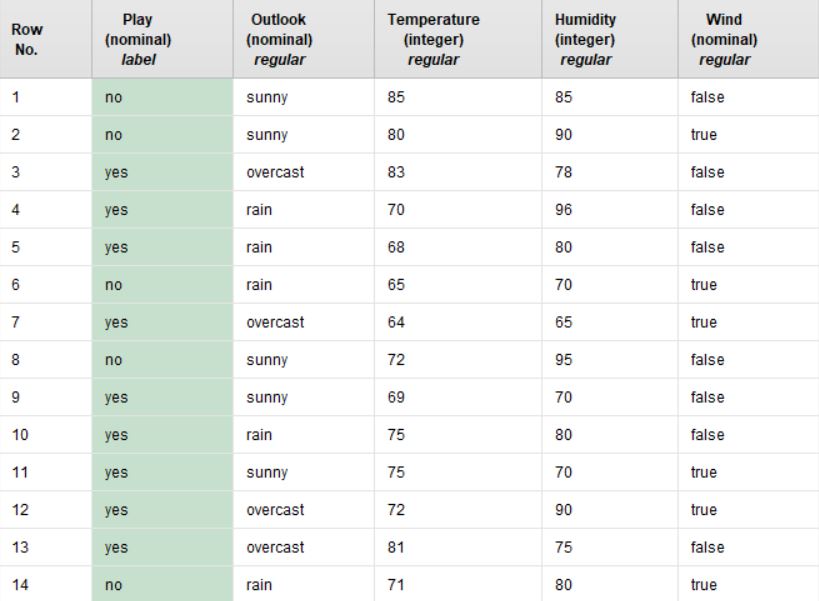 Row No. Play (nominal) label Outlook (nominal) regular Temperature (integer) regular Humidity (integer) regular Wind (nominal) regular
1 no sunny 85 85 false
2 no sunny 80 90 true
3 yes overcast 83 78 false
4 yes rain 70 96 false
5 yes rain 68 80 false
6 no rain 65 70 true
7 yes overcast 64 65 true
8 no sunny 72 95 false
9 yes sunny 69 70 false
10 yes rain 75 80 false
11 yes sunny 75 70 true
12 yes overcast 72 90 true
13 yes overcast 81 75 false
14 no rain 71 80 true